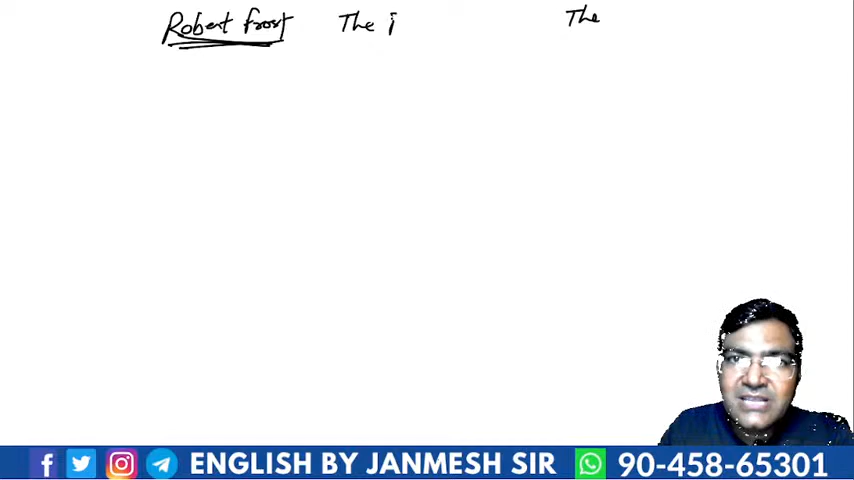 Robert Frost The i The
ENGLISH BY JANMESH SIR 90-458-65301